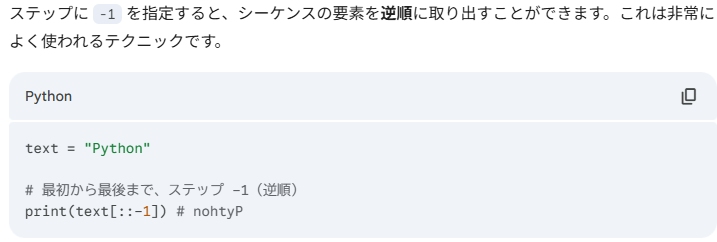 ステップに -1 を指定すると、シーケンスの要素を逆順に取り出すことができます。これは非常に
よく使われるテクニックです。
Python
text = "Python"
# 最初から最後まで、ステップ -1（逆順）
print(text[::-1]) # nohtyP